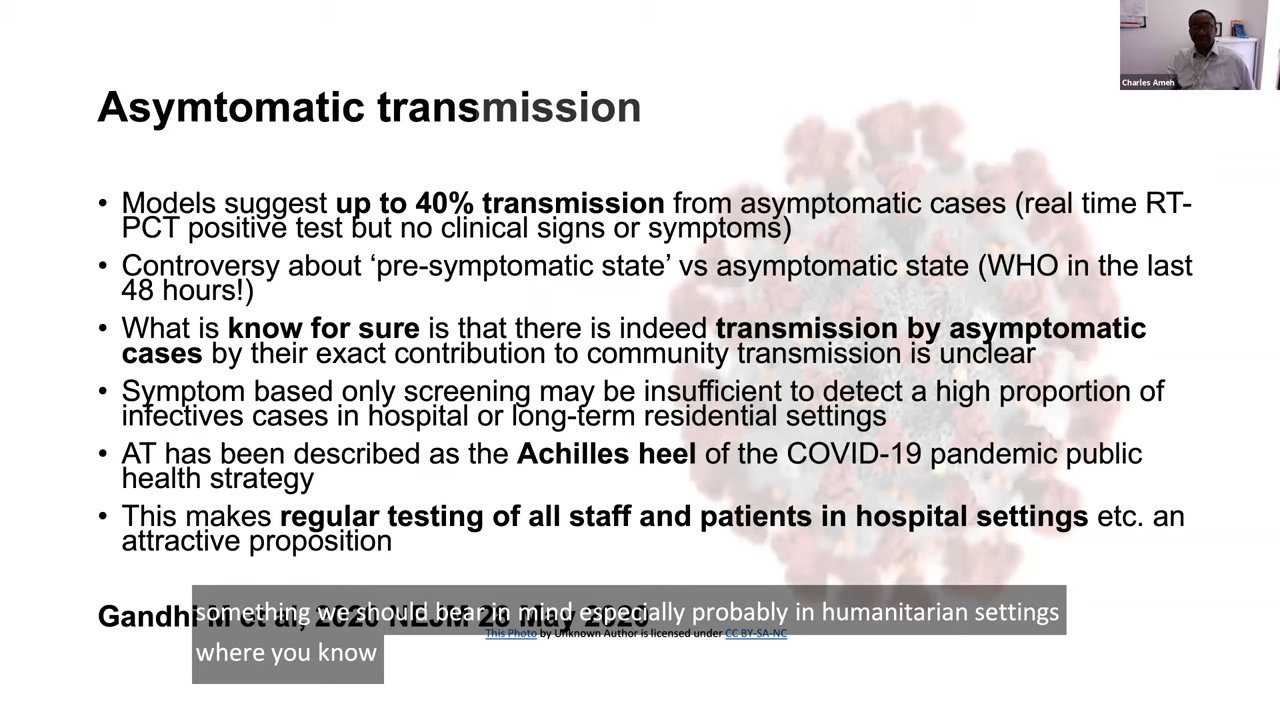 Charles Ameh
Asymtomatic transmission
• Models suggest up to 40% transmission from asymptomatic cases (real time RT-
PCT positive test but no clinical signs or symptoms)
• Controversy about ‘pre-symptomatic state’ vs asymptomatic state (WHO in the last
48 hours!)
• What is know for sure is that there is indeed transmission by asymptomatic
cases by their exact contribution to community transmission is unclear
• Symptom based only screening may be insufficient to detect a high proportion of
infectives cases in hospital or long-term residential settings
• AT has been described as the Achilles heel of the COVID-19 pandemic public
health strategy
• This makes regular testing of all staff and patients in hospital settings etc. an
attractive proposition
Gandhi M et al, 2020 NEJM 28 May 2020
something we should bear in mind especially probably in humanitarian settings
This Photo by Unknown Author is licensed under CC BY-SA-NC
where you know